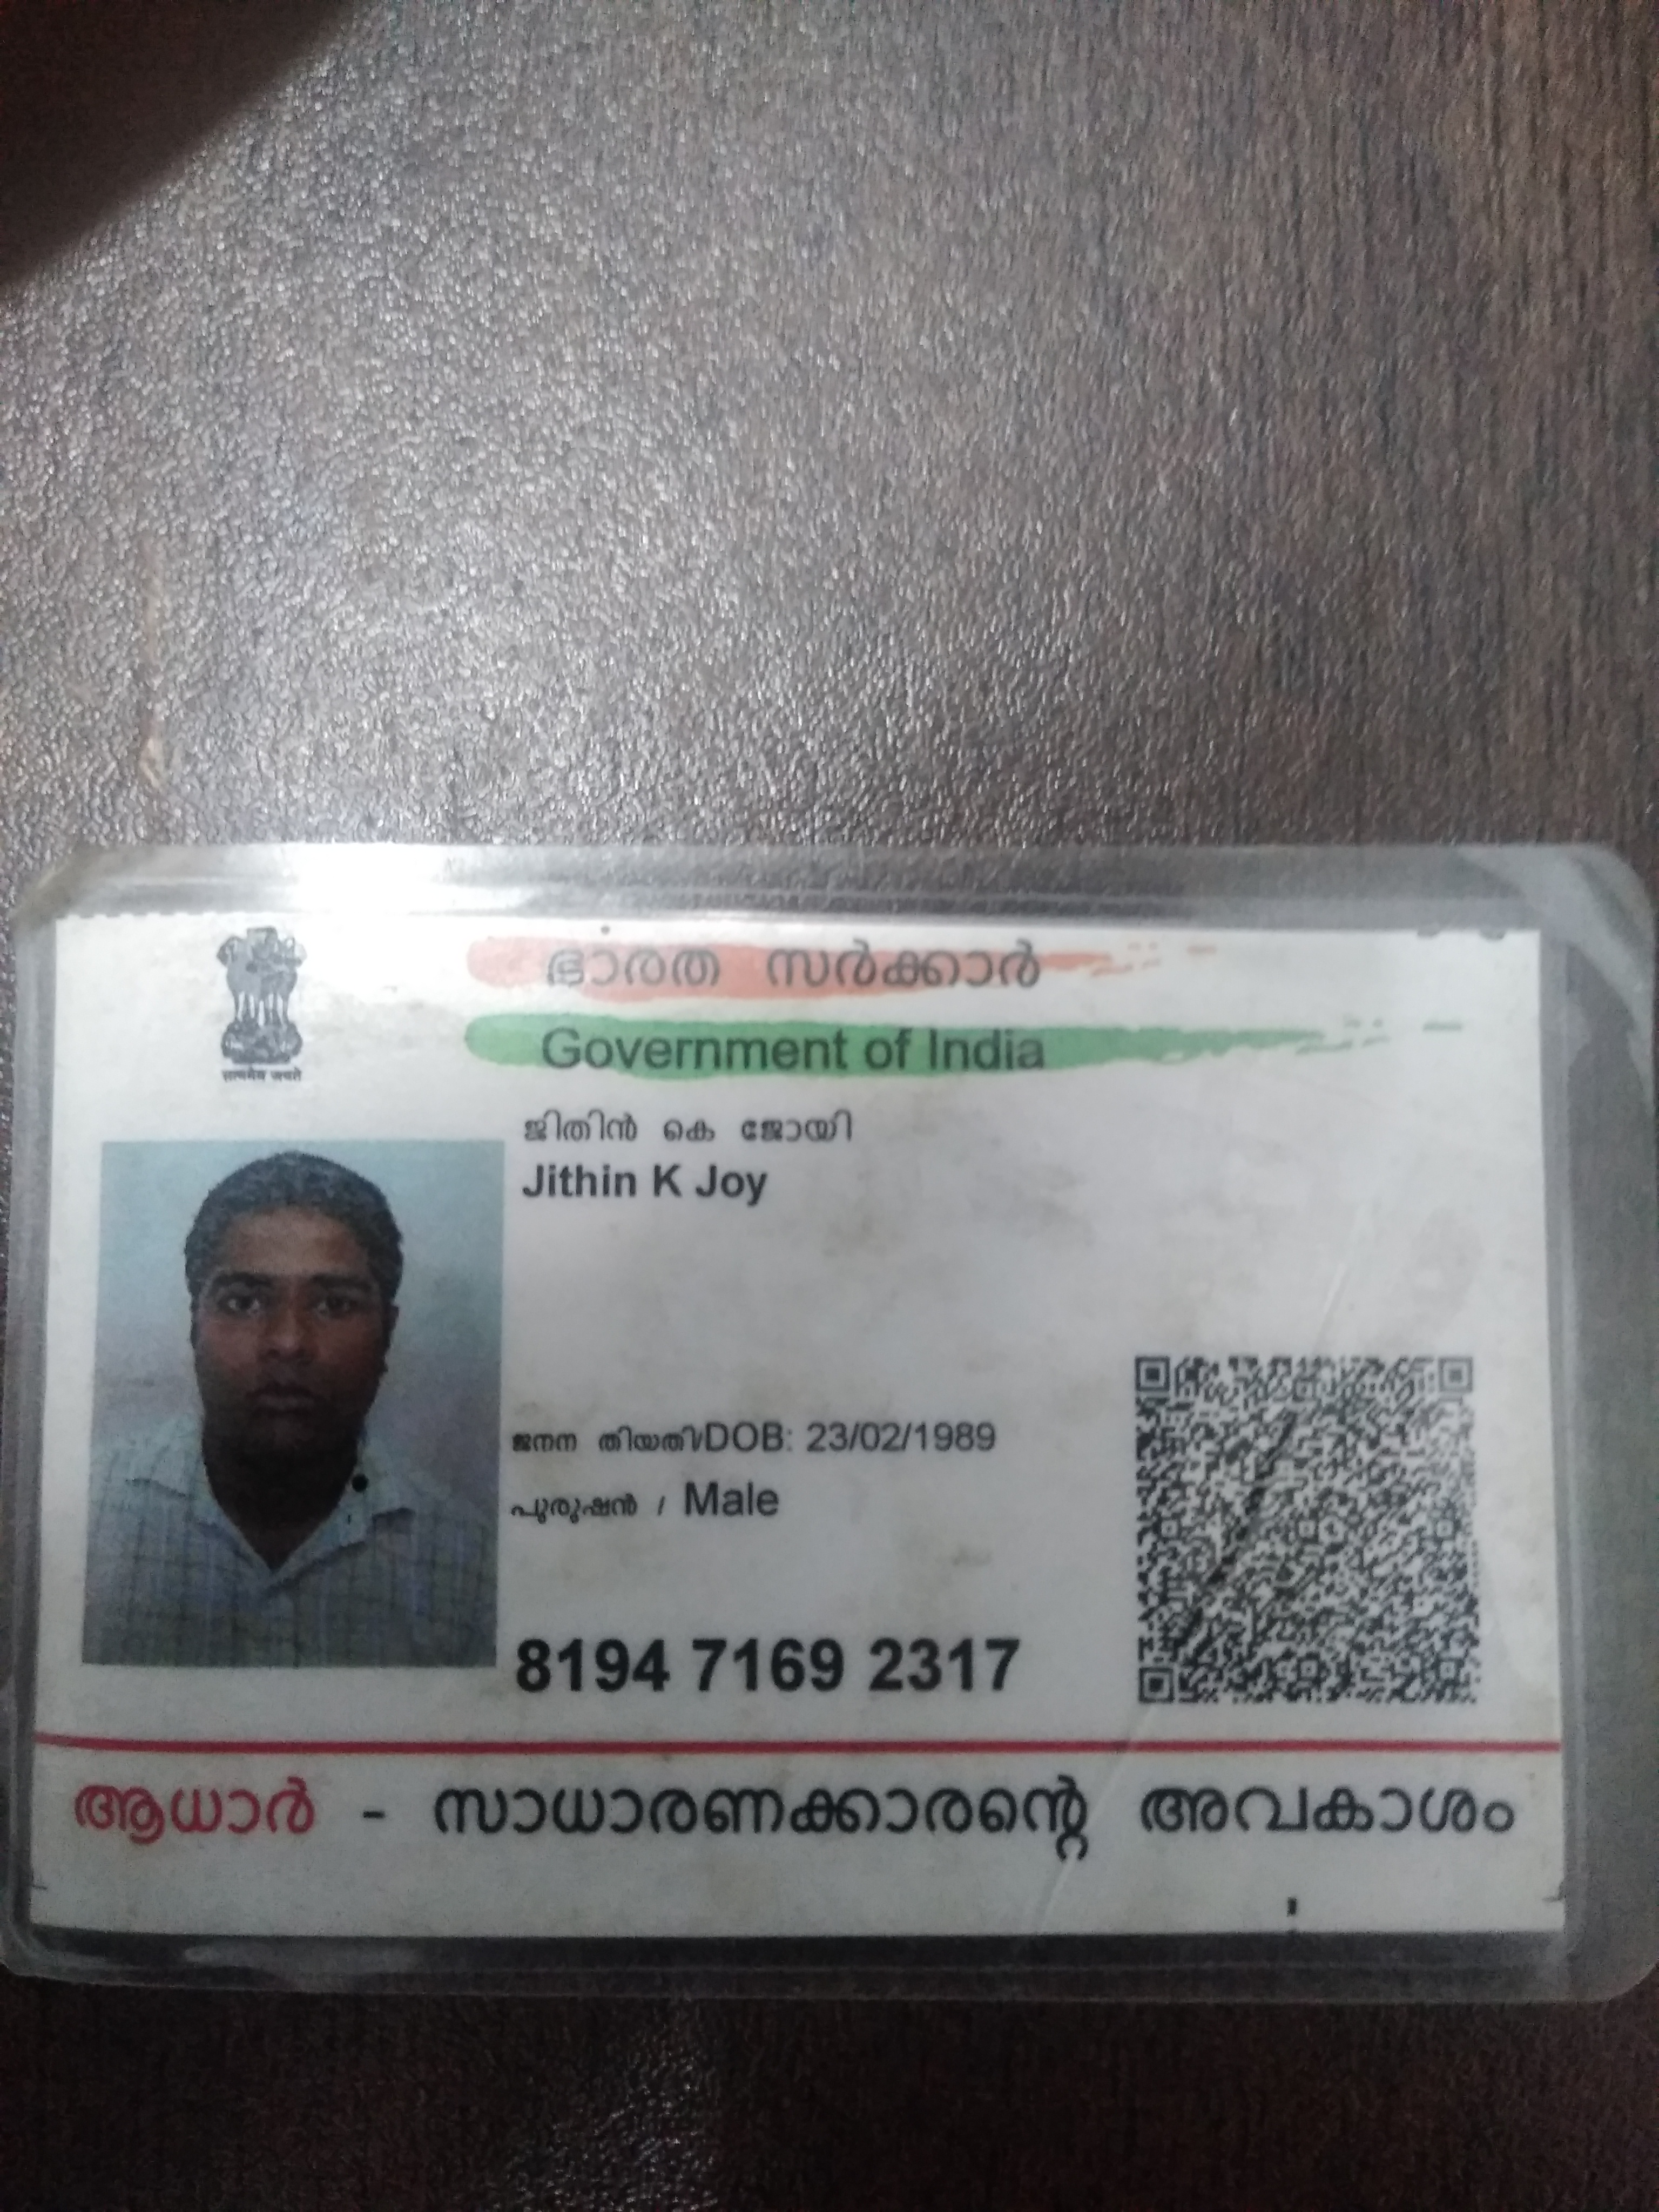 ഭാരത സർക്കാർ
Government of India
सत्यमेव जयते
ജിതിൻ കെ ജോയി
Jithin K Joy
ജനന തിയതി/DOB: 23/02/1989
പുരുഷൻ / Male
8194 7169 2317
ആധാർ - സാധാരണക്കാരന്റെ അവകാശം